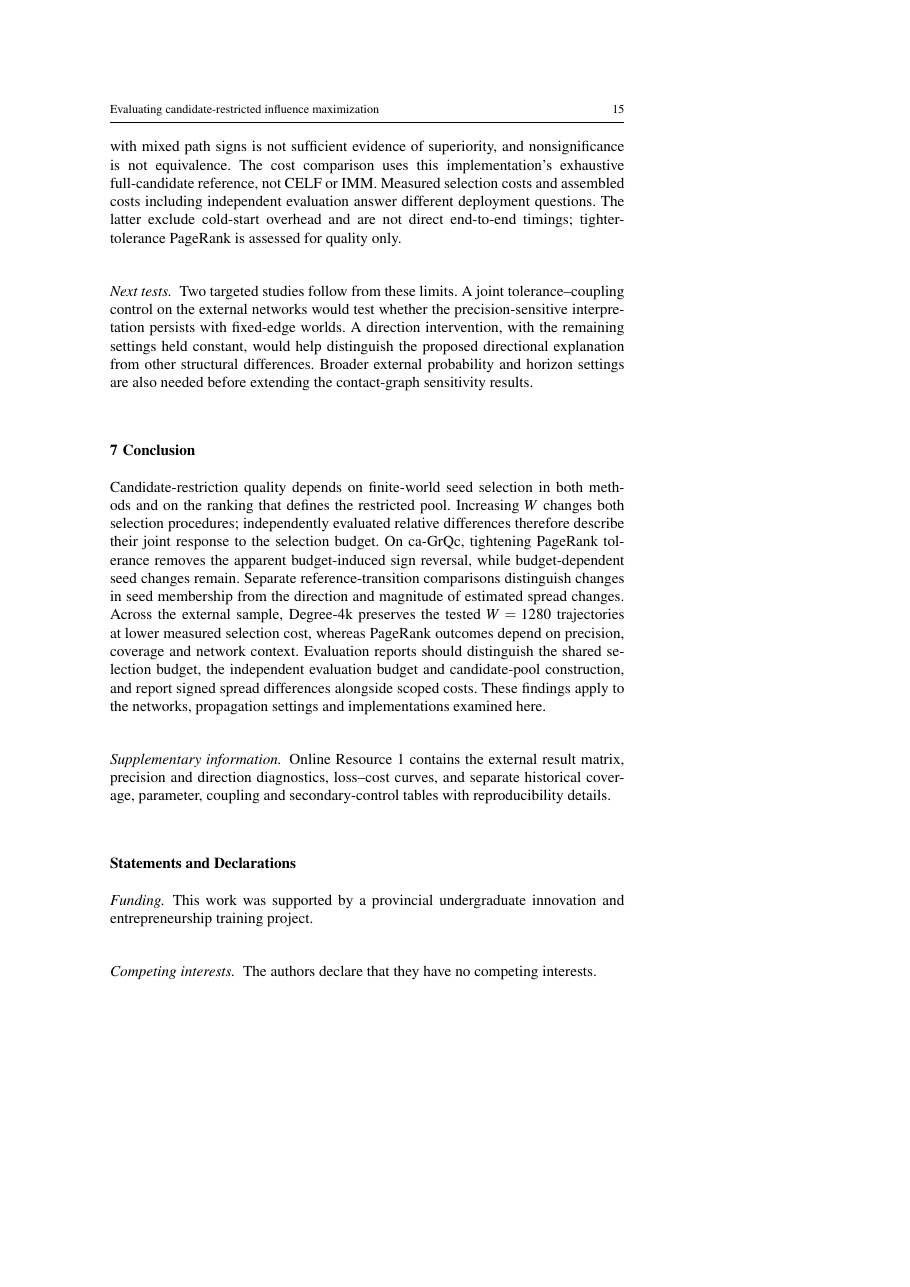 Evaluating candidate-restricted influence maximization 15
with mixed path signs is not sufficient evidence of superiority, and nonsignificance
is not equivalence. The cost comparison uses this implementation's exhaustive
full-candidate reference, not CELF or IMM. Measured selection costs and assembled
costs including independent evaluation answer different deployment questions. The
latter exclude cold-start overhead and are not direct end-to-end timings; tighter-
tolerance PageRank is assessed for quality only.
Next tests. Two targeted studies follow from these limits. A joint tolerance–coupling
control on the external networks would test whether the precision-sensitive interpre-
tation persists with fixed-edge worlds. A direction intervention, with the remaining
settings held constant, would help distinguish the proposed directional explanation
from other structural differences. Broader external probability and horizon settings
are also needed before extending the contact-graph sensitivity results.
7 Conclusion
Candidate-restriction quality depends on finite-world seed selection in both meth-
ods and on the ranking that defines the restricted pool. Increasing W changes both
selection procedures; independently evaluated relative differences therefore describe
their joint response to the selection budget. On ca-GrQc, tightening PageRank tol-
erance removes the apparent budget-induced sign reversal, while budget-dependent
seed changes remain. Separate reference-transition comparisons distinguish changes
in seed membership from the direction and magnitude of estimated spread changes.
Across the external sample, Degree-4k preserves the tested W = 1280 trajectories
at lower measured selection cost, whereas PageRank outcomes depend on precision,
coverage and network context. Evaluation reports should distinguish the shared se-
lection budget, the independent evaluation budget and candidate-pool construction,
and report signed spread differences alongside scoped costs. These findings apply to
the networks, propagation settings and implementations examined here.
Supplementary information. Online Resource 1 contains the external result matrix,
precision and direction diagnostics, loss–cost curves, and separate historical cover-
age, parameter, coupling and secondary-control tables with reproducibility details.
Statements and Declarations
Funding. This work was supported by a provincial undergraduate innovation and
entrepreneurship training project.
Competing interests. The authors declare that they have no competing interests.